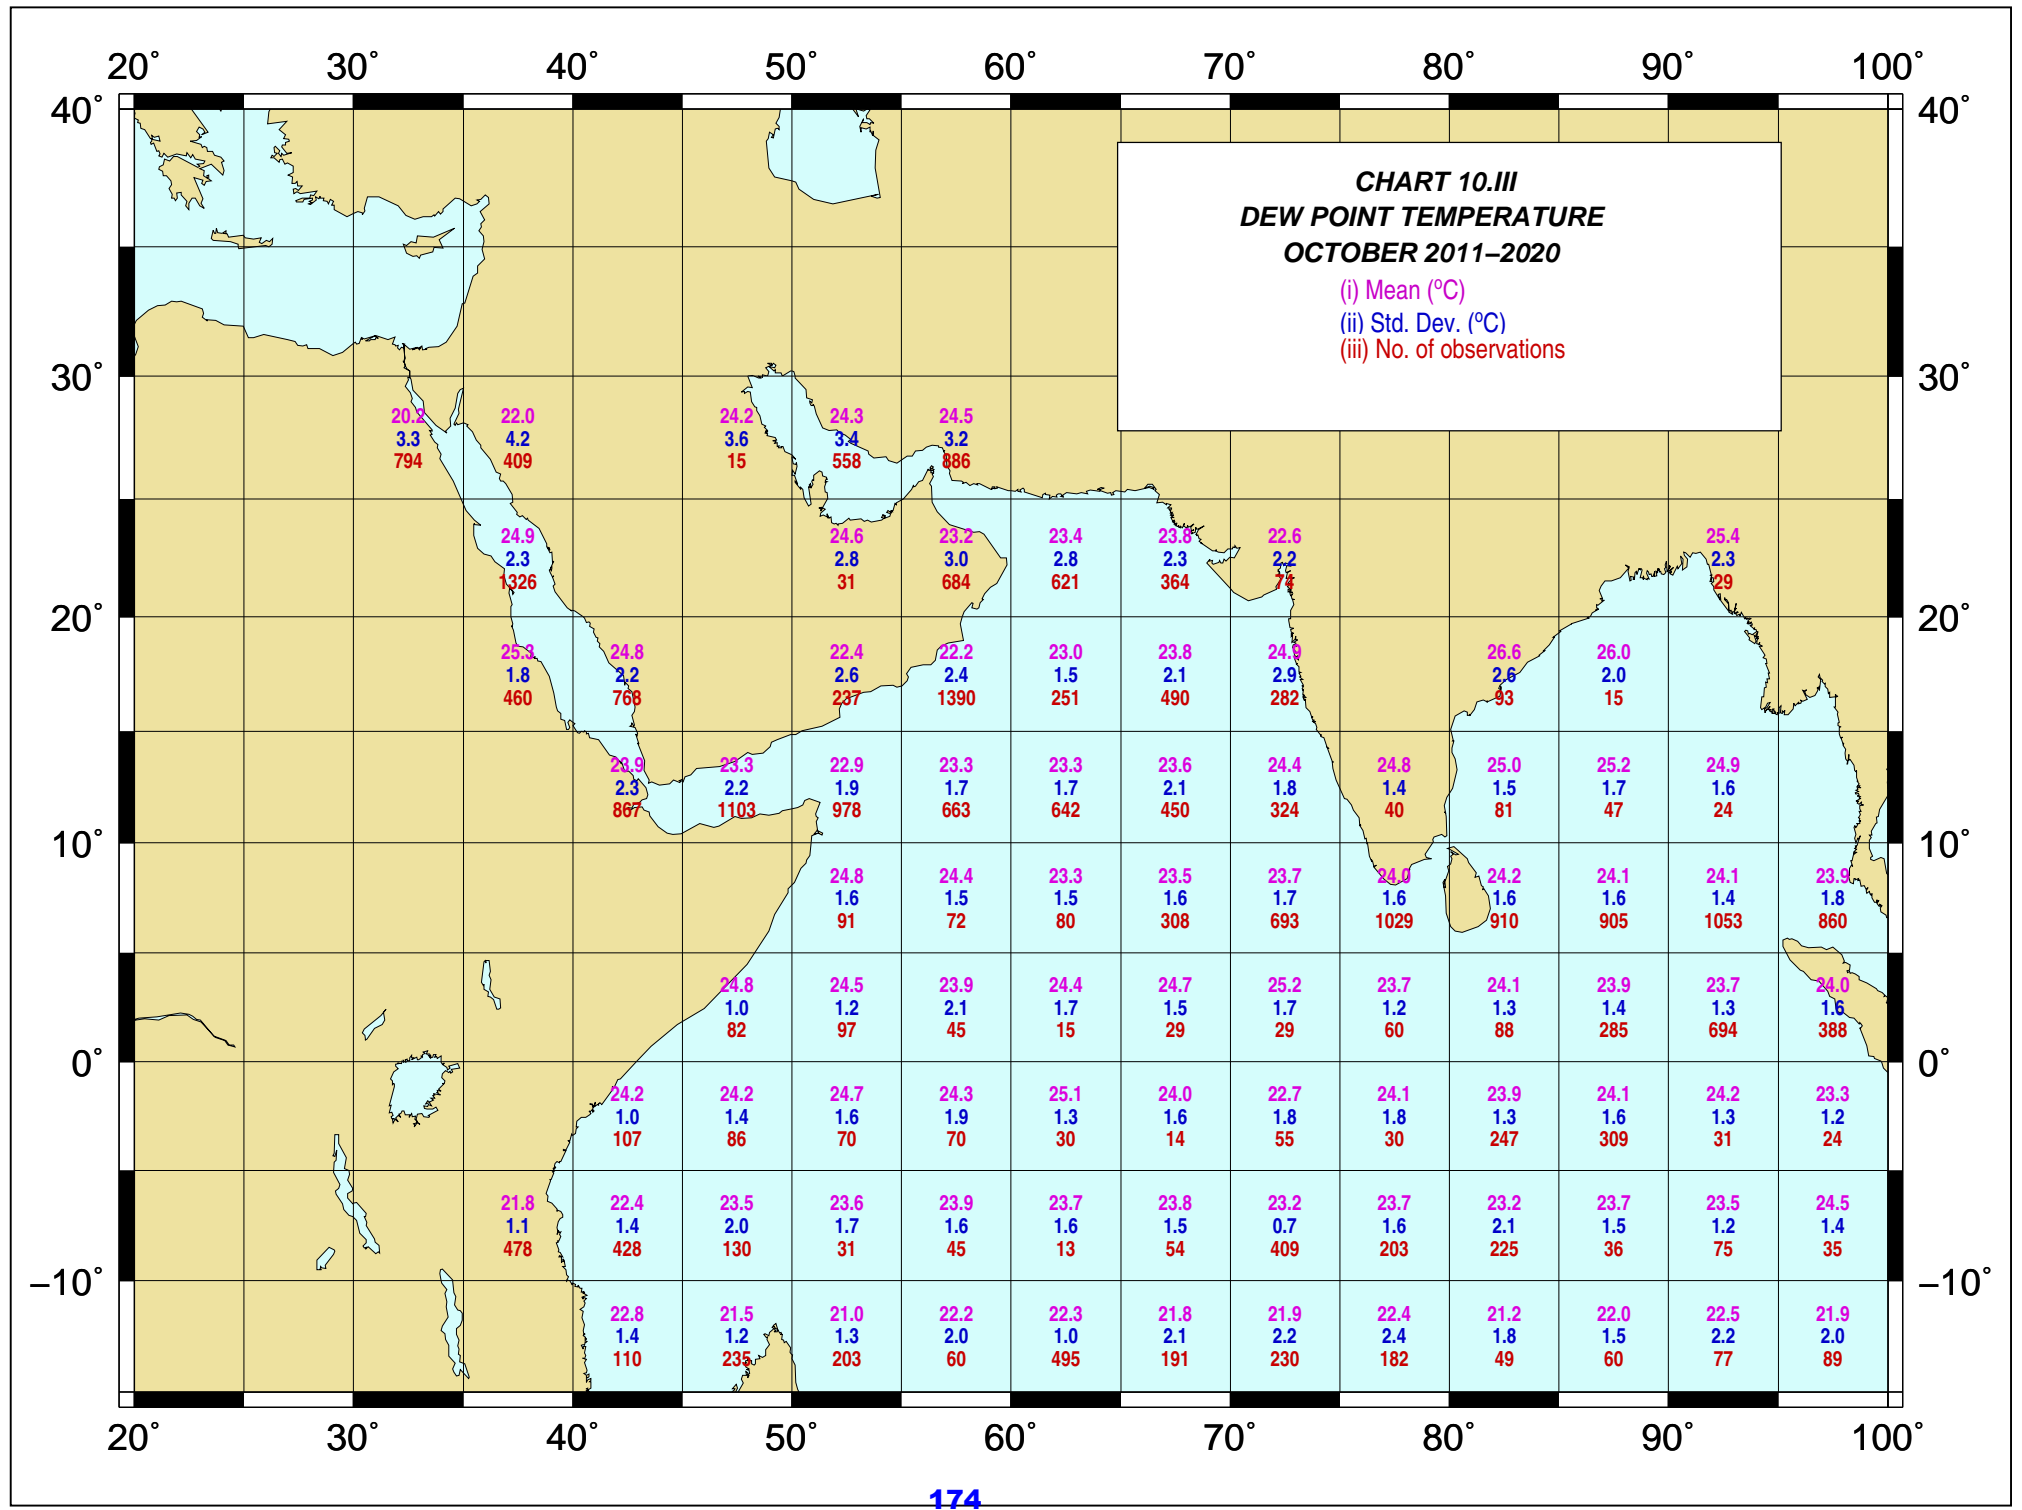 20° 30° 40° 50° 60° 70° 80° 90° 100°
40° 40°
CHART 10.III
DEW POINT TEMPERATURE
OCTOBER 2011–2020
(i) Mean (ºC)
(ii) Std. Dev. (ºC)
(iii) No. of observations
30° 30°
20.2 22.0 24.2 24.3 24.5
3.3 4.2 3.6 3.4 3.2
794 409 15 558 886
24.9 24.6 23.2 23.4 23.8 22.6 25.4
2.3 2.8 3.0 2.8 2.3 2.2 2.3
1326 31 684 621 364 74 29
20° 20°
25.3 24.8 22.4 22.2 23.0 23.8 24.9 26.6 26.0
1.8 2.2 2.6 2.4 1.5 2.1 2.9 2.6 2.0
460 768 237 1390 251 490 282 93 15
23.9 23.3 22.9 23.3 23.3 23.6 24.4 24.8 25.0 25.2 24.9
2.3 2.2 1.9 1.7 1.7 2.1 1.8 1.4 1.5 1.7 1.6
867 1103 978 663 642 450 324 40 81 47 24
10° 10°
24.8 24.4 23.3 23.5 23.7 24.0 24.2 24.1 24.1 23.9
1.6 1.5 1.5 1.6 1.7 1.6 1.6 1.6 1.4 1.8
91 72 80 308 693 1029 910 905 1053 860
24.8 24.5 23.9 24.4 24.7 25.2 23.7 24.1 23.9 23.7 24.0
1.0 1.2 2.1 1.7 1.5 1.7 1.2 1.3 1.4 1.3 1.6
82 97 45 15 29 29 60 88 285 694 388
0° 0°
24.2 24.2 24.7 24.3 25.1 24.0 22.7 24.1 23.9 24.1 24.2 23.3
1.0 1.4 1.6 1.9 1.3 1.6 1.8 1.8 1.3 1.6 1.3 1.2
107 86 70 70 30 14 55 30 247 309 31 24
21.8 22.4 23.5 23.6 23.9 23.7 23.8 23.2 23.7 23.2 23.7 23.5 24.5
1.1 1.4 2.0 1.7 1.6 1.6 1.5 0.7 1.6 2.1 1.5 1.2 1.4
478 428 130 31 45 13 54 409 203 225 36 75 35
–10° –10°
22.8 21.5 21.0 22.2 22.3 21.8 21.9 22.4 21.2 22.0 22.5 21.9
1.4 1.2 1.3 2.0 1.0 2.1 2.2 2.4 1.8 1.5 2.2 2.0
110 235 203 60 495 191 230 182 49 60 77 89
20° 30° 40° 50° 60° 70° 80° 90° 100°
174